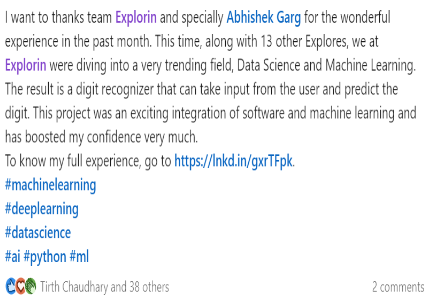 I want to thanks team Explorin and specially Abhishek Garg for the wonderful
experience in the past month. This time, along with 13 other Explores, we at
Explorin were diving into a very trending field, Data Science and Machine Learning.
The result is a digit recognizer that can take input from the user and predict the
digit. This project was an exciting integration of software and machine learning and
has boosted my confidence very much.
To know my full experience, go to https://lnkd.in/gxrTFpk.
#machinelearning
#deeplearning
#datascience
#ai #python #ml
Tirth Chaudhary and 38 others 2 comments